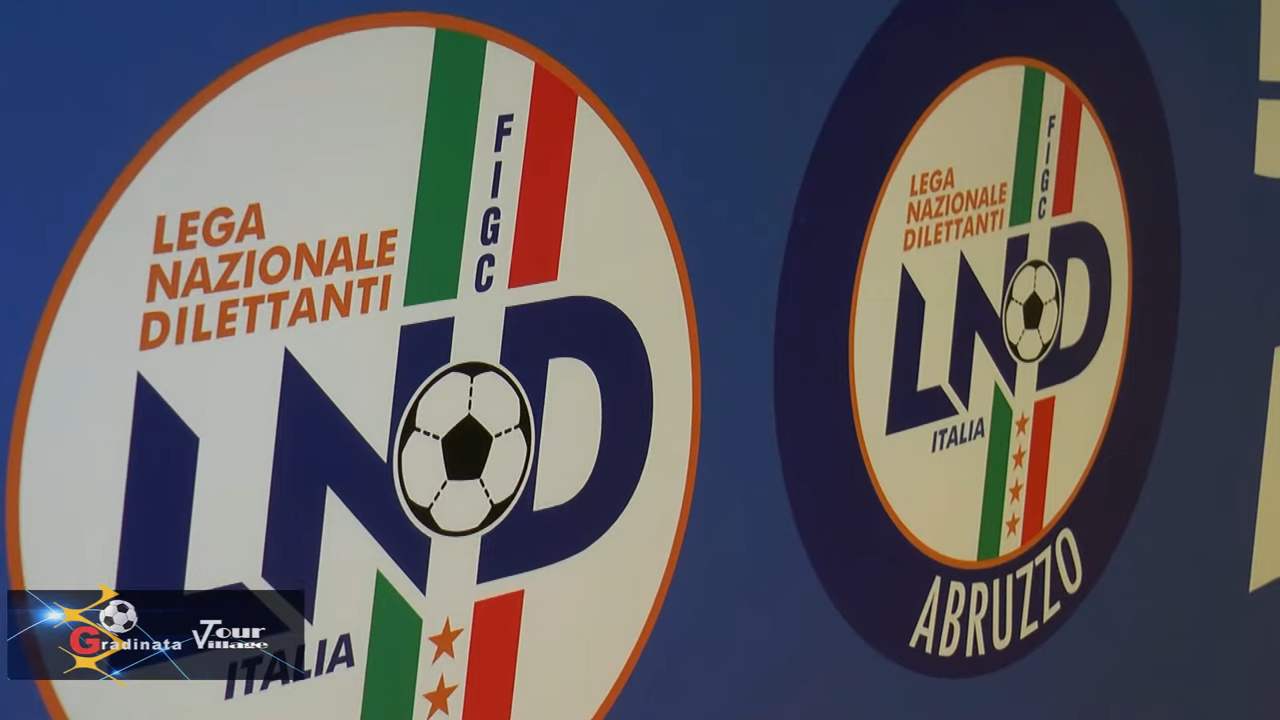 LEGA
NAZIONALE
DILETTANTI
FIGC
LND
ITALIA
LEGA
NAZIONALE
DILETTANTI
FIGC
LND
ITALIA
ABRUZZO
Gradinata Tour
Village